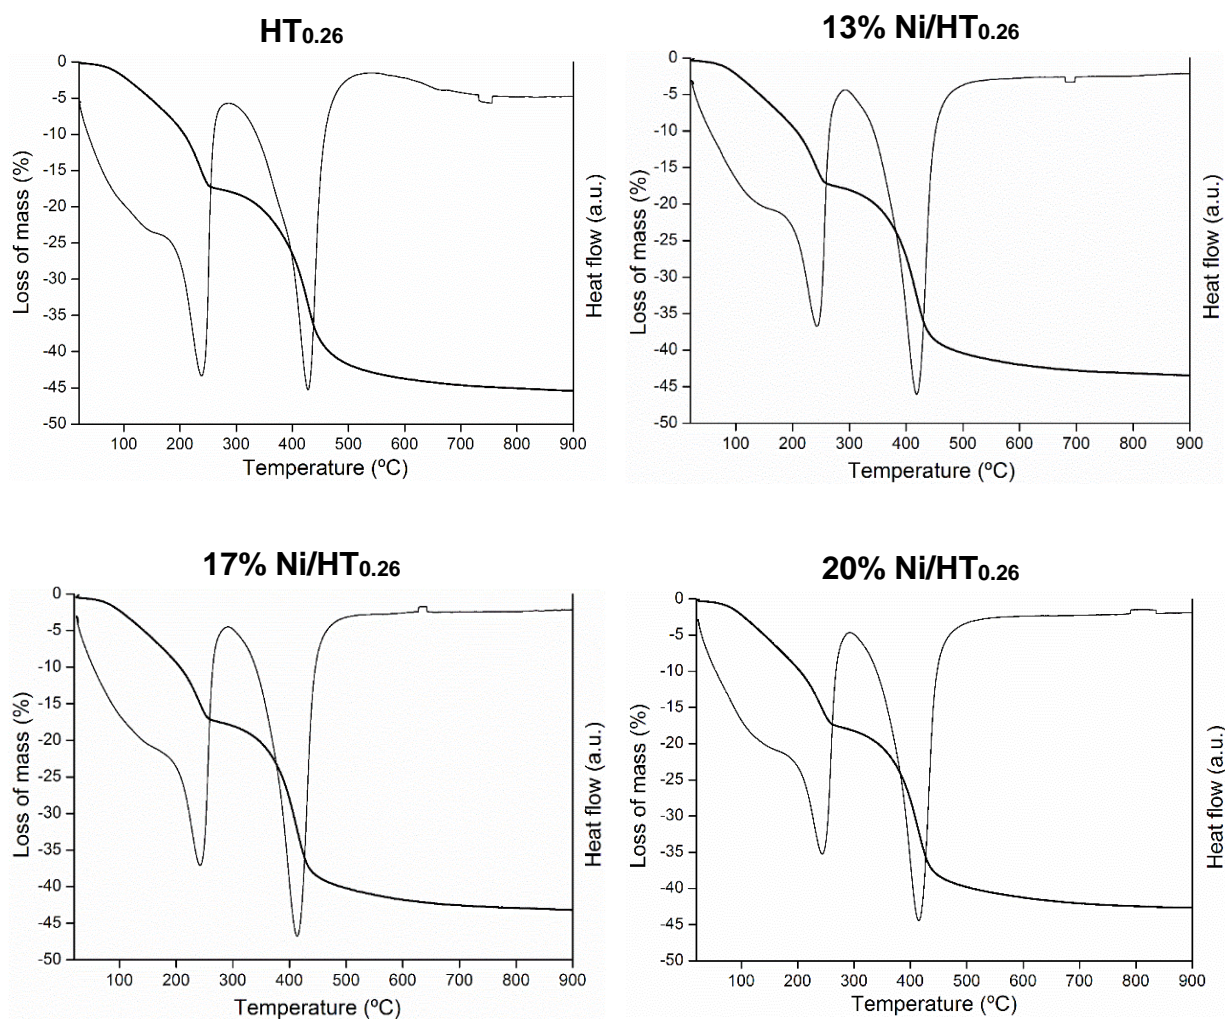 HT0.26
0
-5
-10
-15
-20
-25
-30
-35
-40
-45
-50
Loss of mass (%)
Heat flow (a.u.)
100 200 300 400 500 600 700 800 900
Temperature (ºC)
13% Ni/HT0.26
0
-5
-10
-15
-20
-25
-30
-35
-40
-45
-50
Loss of mass (%)
Heat flow (a.u.)
100 200 300 400 500 600 700 800 900
Temperature (ºC)
17% Ni/HT0.26
0
-5
-10
-15
-20
-25
-30
-35
-40
-45
-50
Loss of mass (%)
Heat flow (a.u.)
100 200 300 400 500 600 700 800 900
Temperature (ºC)
20% Ni/HT0.26
0
-5
-10
-15
-20
-25
-30
-35
-40
-45
-50
Loss of mass (%)
Heat flow (a.u.)
100 200 300 400 500 600 700 800 900
Temperature (ºC)